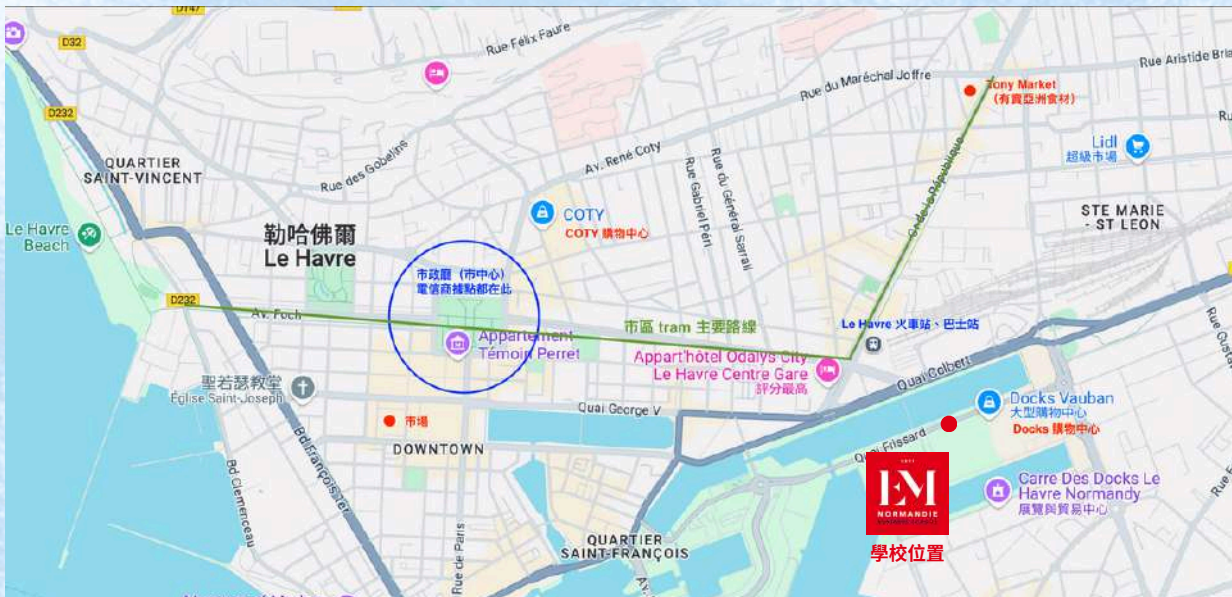 D147
D32
Rue Félix Faure
Rue Aristide Bria
Rue du Maréchal Joffre
Tony Market
(有賣亞洲食材)
D232
Lidl
超級市場
QUARTIER
SAINT-VINCENT
Rue des Gobelins
Av. René Coty
Rue Gabriel Péri
Rue du Général Sarrail
Crs de la République
STE MARIE
- ST LEON
Le Havre
Beach
勒哈佛爾
Le Havre
COTY
COTY 購物中心
市政廳（市中心）
電信商據點都在此
D232
Av. Foch
市區 tram 主要路線
Le Havre 火車站、巴士站
Appartement
Témoin Perret
Appart'hôtel Odalys City
Le Havre Centre Gare
評分最高
Quai Colbert
聖若瑟教堂
Église Saint-Joseph
Quai George V
市場
DOWNTOWN
Docks Vauban
大型購物中心
Docks 購物中心
Quai Frissard
Bd François 1er
Bd Clemenceau
Rue de Paris
QUARTIER
SAINT-FRANÇOIS
EM
NORMANDIE
學校位置
Carre Des Docks Le
Havre Normandy
展覽與貿易中心